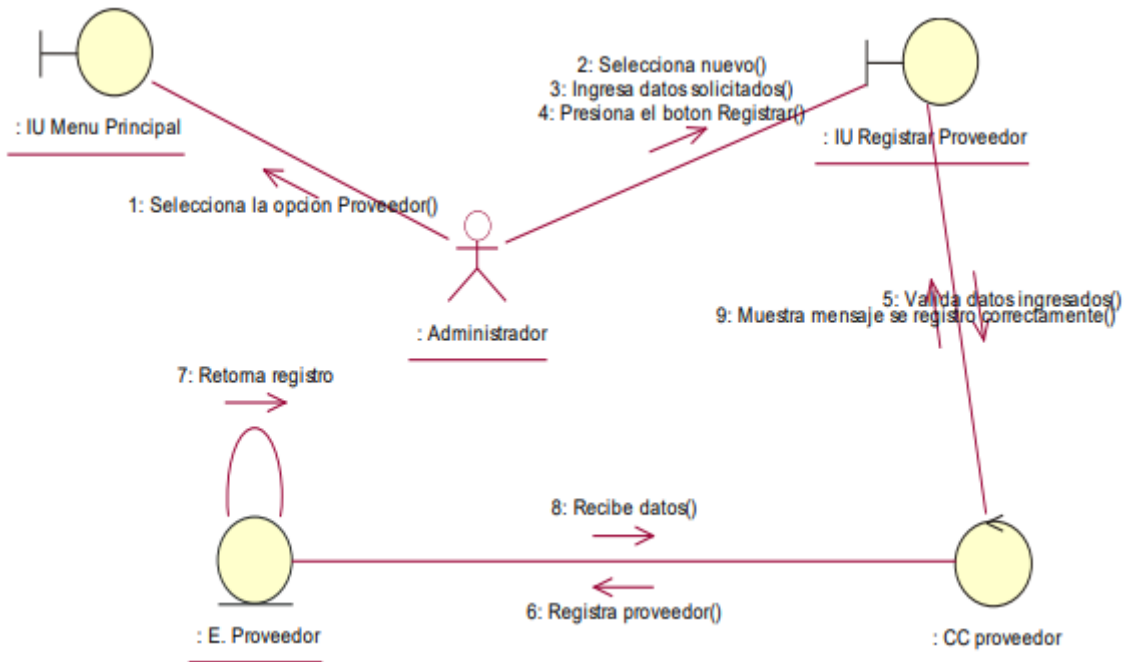 2: Selecciona nuevo()
3: Ingresa datos solicitados()
4: Presiona el boton Registrar()
: IU Menu Principal
: IU Registrar Proveedor
1: Selecciona la opcion Proveedor()
5: Valida datos ingresados()
9: Muestra mensaje se registro correctamente()
: Administrador
7: Retorna registro
8: Recibe datos()
6: Registra proveedor()
: E. Proveedor
: CC proveedor